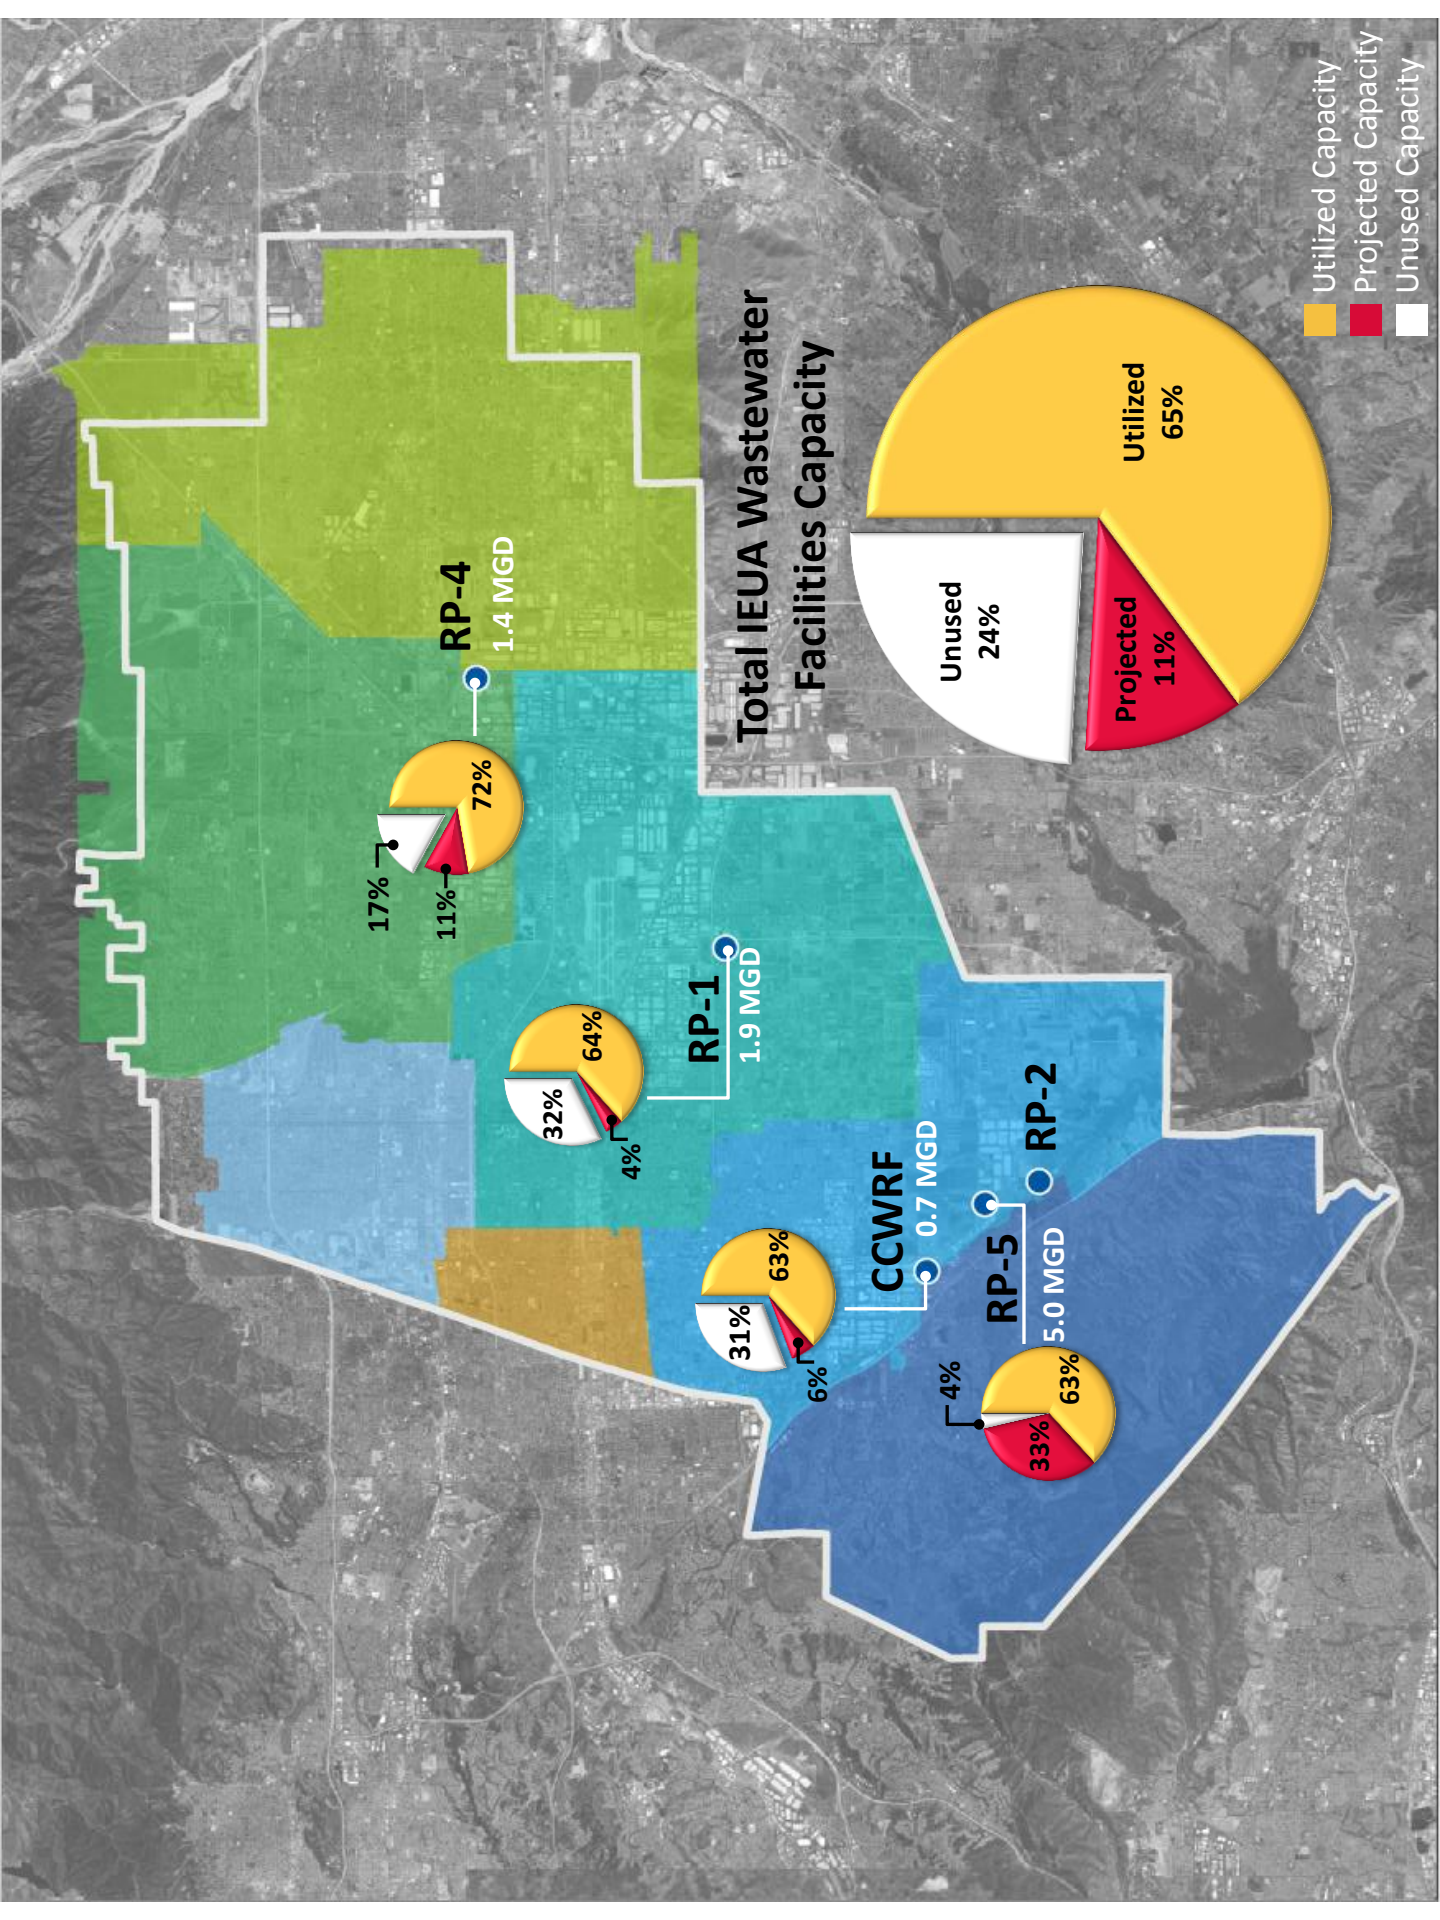 RP-4
1.4 MGD
17%
11%
72%
RP-1
1.9 MGD
32%
64%
4%
CCWRF
0.7 MGD
31%
63%
6%
RP-2
RP-5
5.0 MGD
4%
33%
63%
Total IEUA Wastewater
Facilities Capacity
Unused
24%
Utilized
65%
Projected
11%
Utilized Capacity
Projected Capacity
Unused Capacity